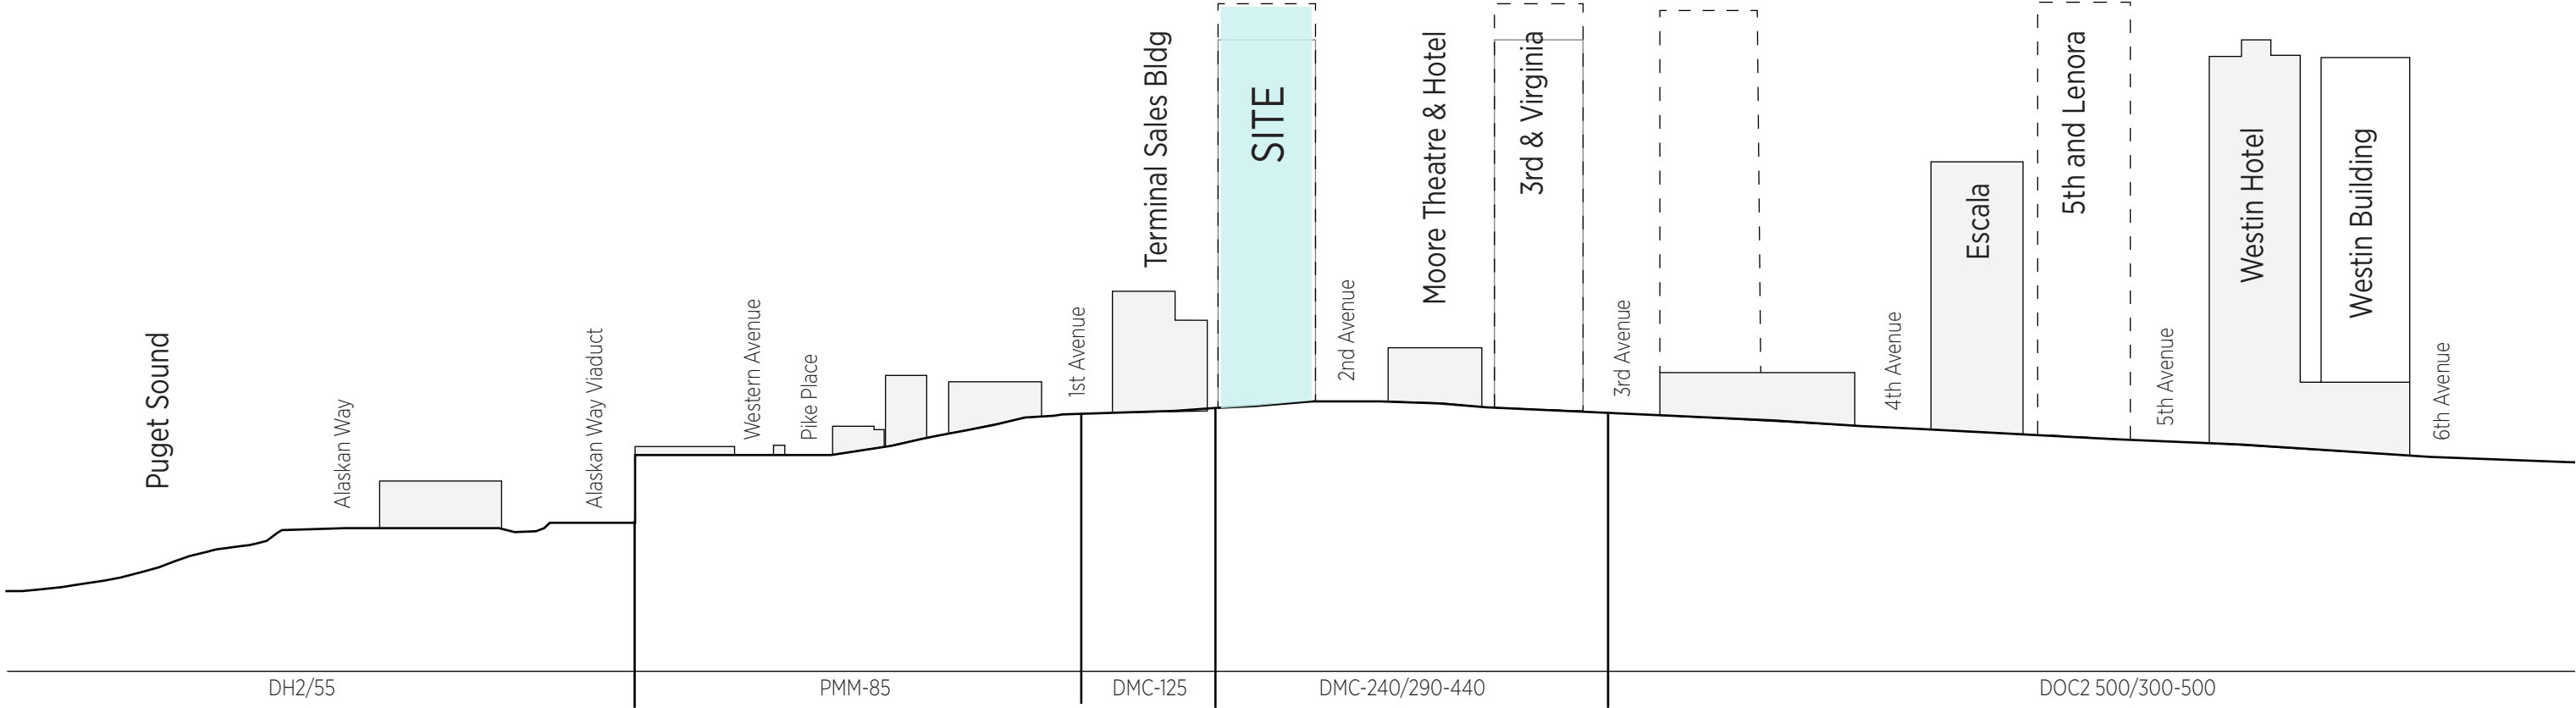 Puget Sound
Alaskan Way
Alaskan Way Viaduct
Western Avenue
Pike Place
1st Avenue
Terminal Sales Bldg
SITE
2nd Avenue
Moore Theatre & Hotel
3rd & Virginia
3rd Avenue
4th Avenue
Escala
5th and Lenora
5th Avenue
Westin Hotel
Westin Building
6th Avenue
DH2/55
PMM-85
DMC-125
DMC-240/290-440
DOC2 500/300-500